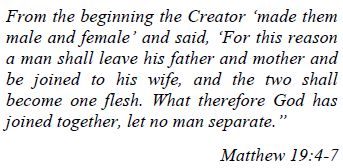 From the beginning the Creator ‘made them
male and female’ and said, ‘For this reason
a man shall leave his father and mother and
be joined to his wife, and the two shall
become one flesh. What therefore God has
joined together, let no man separate.”
Matthew 19:4-7